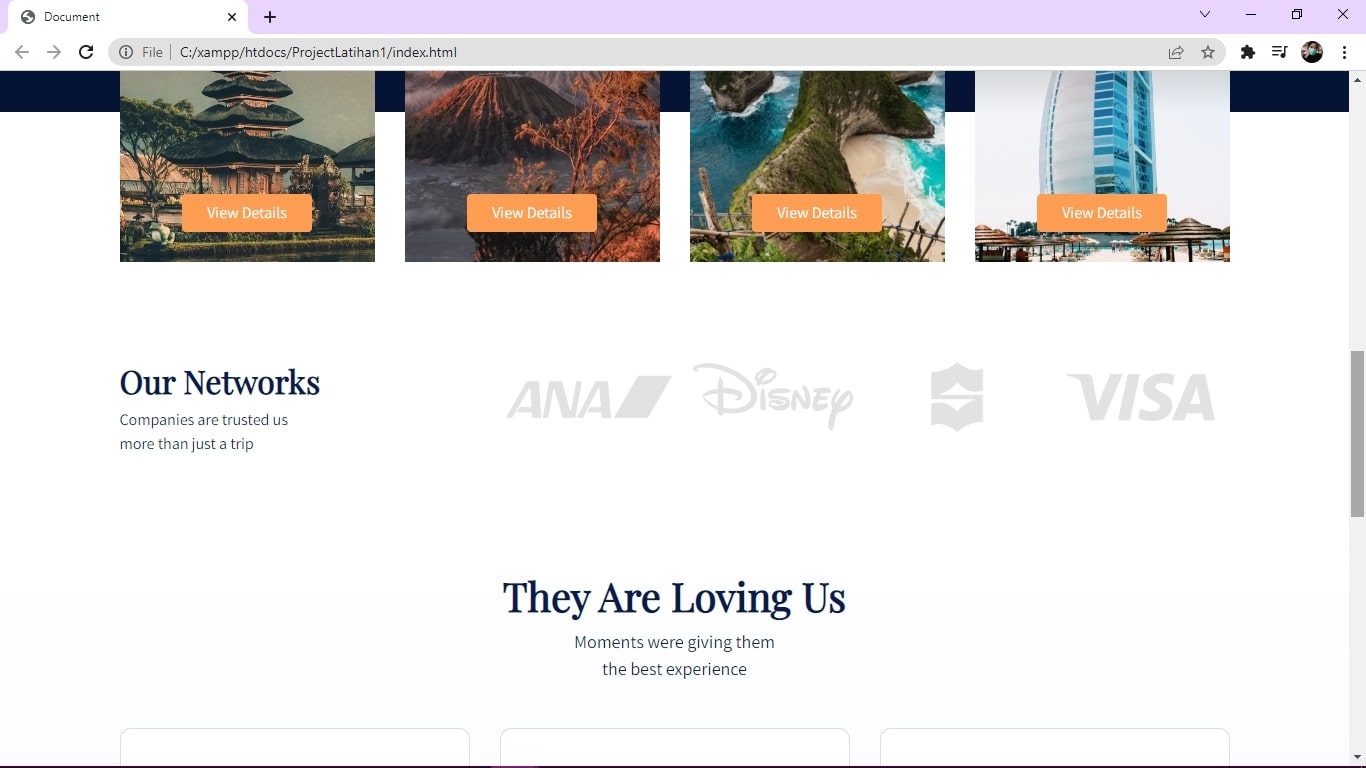 Document
File
C:/xampp/htdocs/ProjectLatihan1/index.html
View Details
View Details
View Details
View Details
Our Networks
Companies are trusted us
more than just a trip
ANA
Disney
VISA
They Are Loving Us
Moments were giving them
the best experience